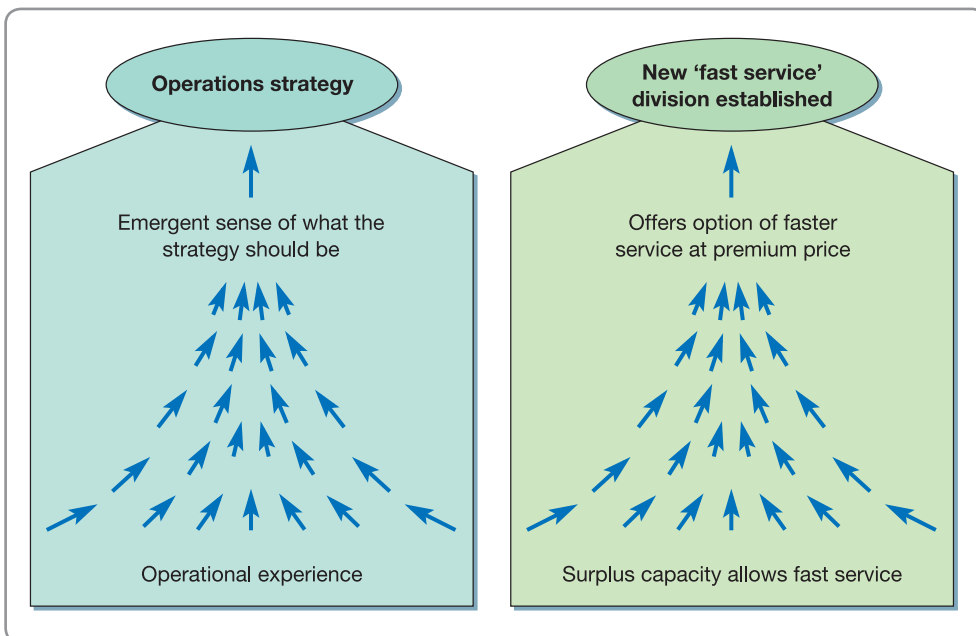 Operations strategy
Emergent sense of what the
strategy should be
Operational experience
New ‘fast service’
division established
Offers option of faster
service at premium price
Surplus capacity allows fast service